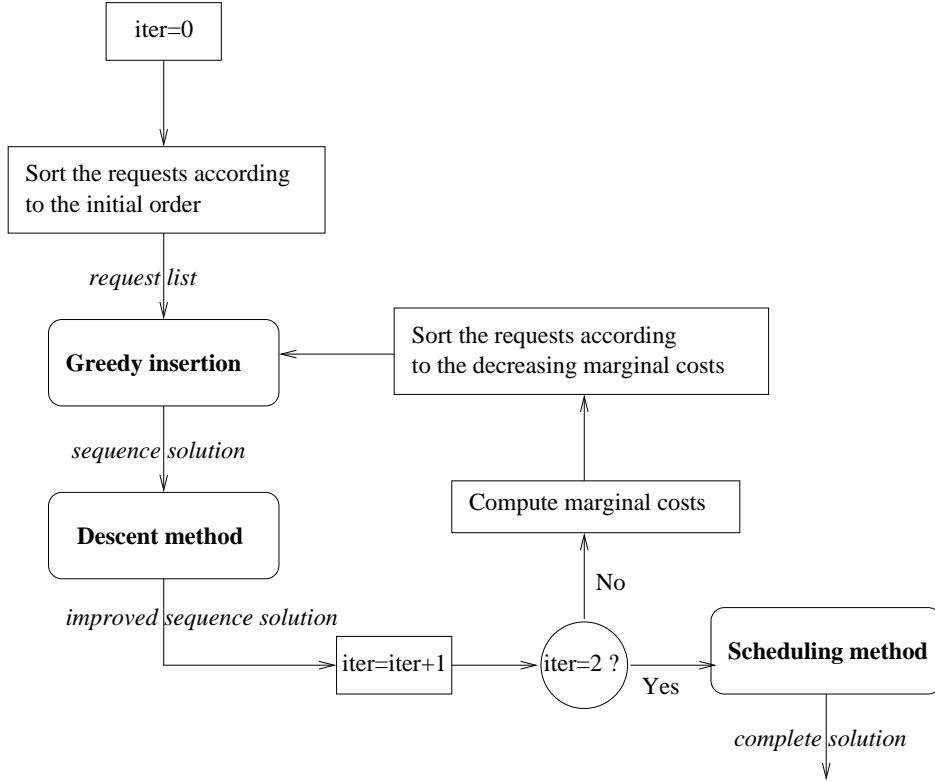 iter=0
Sort the requests according
to the initial order
request list
Greedy insertion
Sort the requests according
to the decreasing marginal costs
sequence solution
Compute marginal costs
Descent method
No
improved sequence solution
iter=iter+1
iter=2 ?
Yes
Scheduling method
complete solution